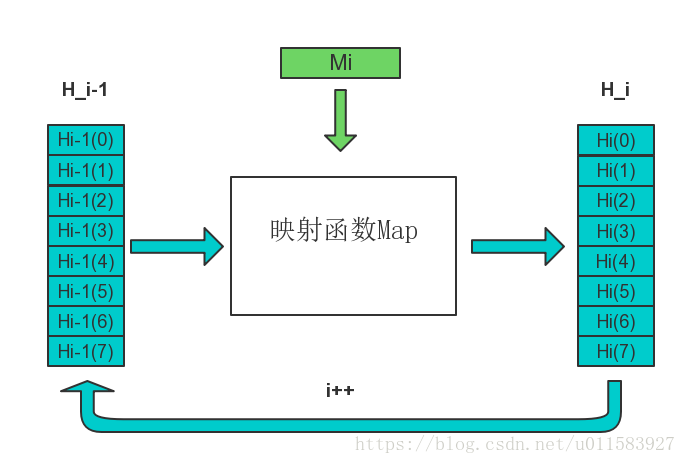 Mi
H_i-1
H_i
Hi-1(0)
Hi-1(1)
Hi-1(2)
Hi-1(3)
Hi-1(4)
Hi-1(5)
Hi-1(6)
Hi-1(7)
映射函数Map
Hi(0)
Hi(1)
Hi(2)
Hi(3)
Hi(4)
Hi(5)
Hi(6)
Hi(7)
i++
https://blog.csdn.net/u011583927